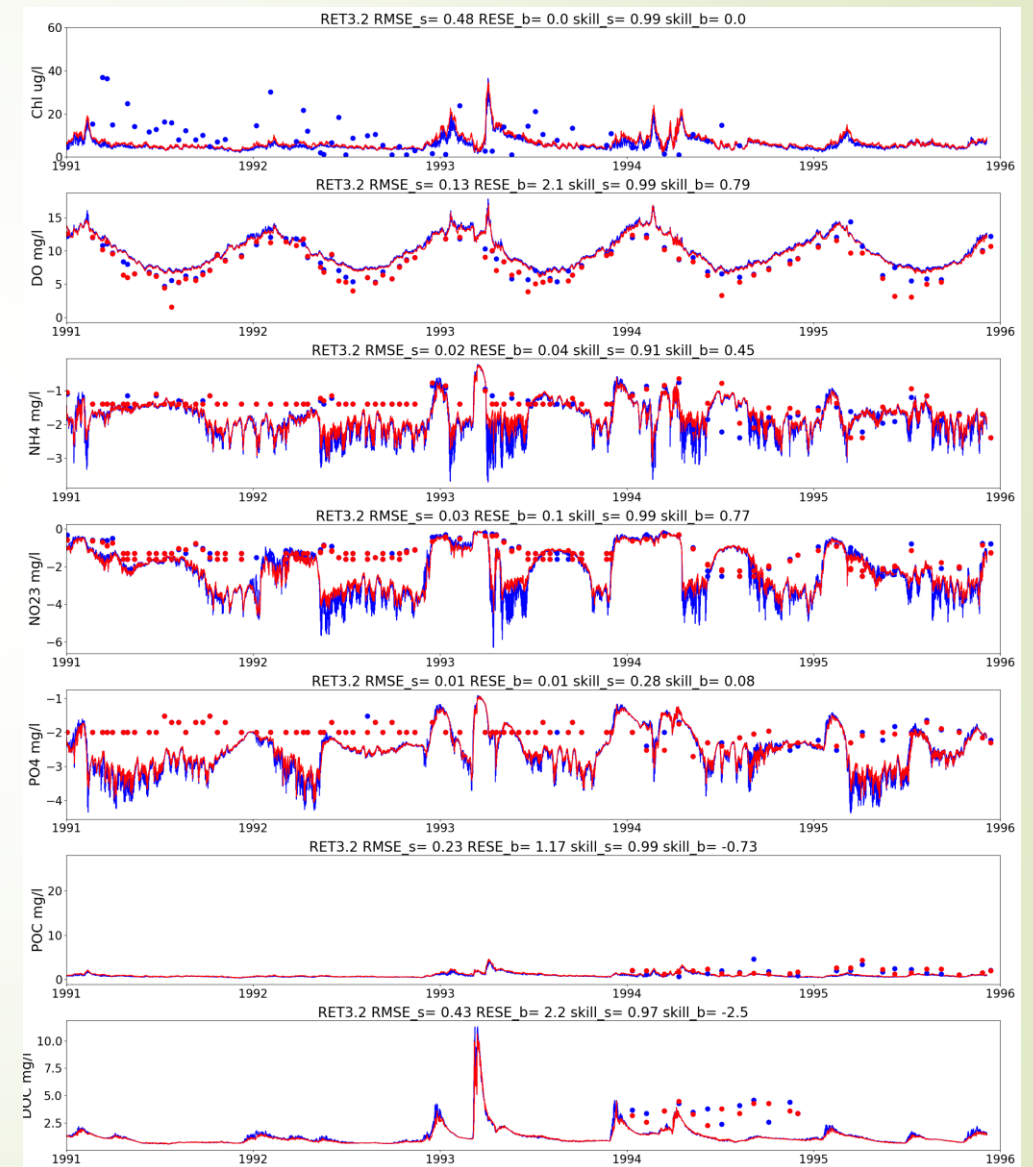 RET3.2 RMSE_s= 0.48 RESE_b= 0.0 skill_s= 0.99 skill_b= 0.0
60
40
20
0
Chl ug/l
1991 1992 1993 1994 1995 1996
RET3.2 RMSE_s= 0.13 RESE_b= 2.1 skill_s= 0.99 skill_b= 0.79
15
10
5
0
DO mg/l
1991 1992 1993 1994 1995 1996
RET3.2 RMSE_s= 0.02 RESE_b= 0.04 skill_s= 0.91 skill_b= 0.45
−1
−2
−3
NH4 mg/l
1991 1992 1993 1994 1995 1996
RET3.2 RMSE_s= 0.03 RESE_b= 0.1 skill_s= 0.99 skill_b= 0.77
0
−2
−4
−6
NO23 mg/l
1991 1992 1993 1994 1995 1996
RET3.2 RMSE_s= 0.01 RESE_b= 0.01 skill_s= 0.28 skill_b= 0.08
−1
−2
−3
−4
PO4 mg/l
1991 1992 1993 1994 1995 1996
RET3.2 RMSE_s= 0.23 RESE_b= 1.17 skill_s= 0.99 skill_b= -0.73
20
10
0
POC mg/l
1991 1992 1993 1994 1995 1996
RET3.2 RMSE_s= 0.43 RESE_b= 2.2 skill_s= 0.97 skill_b= -2.5
10.0
7.5
5.0
2.5
DOC mg/l
1991 1992 1993 1994 1995 1996